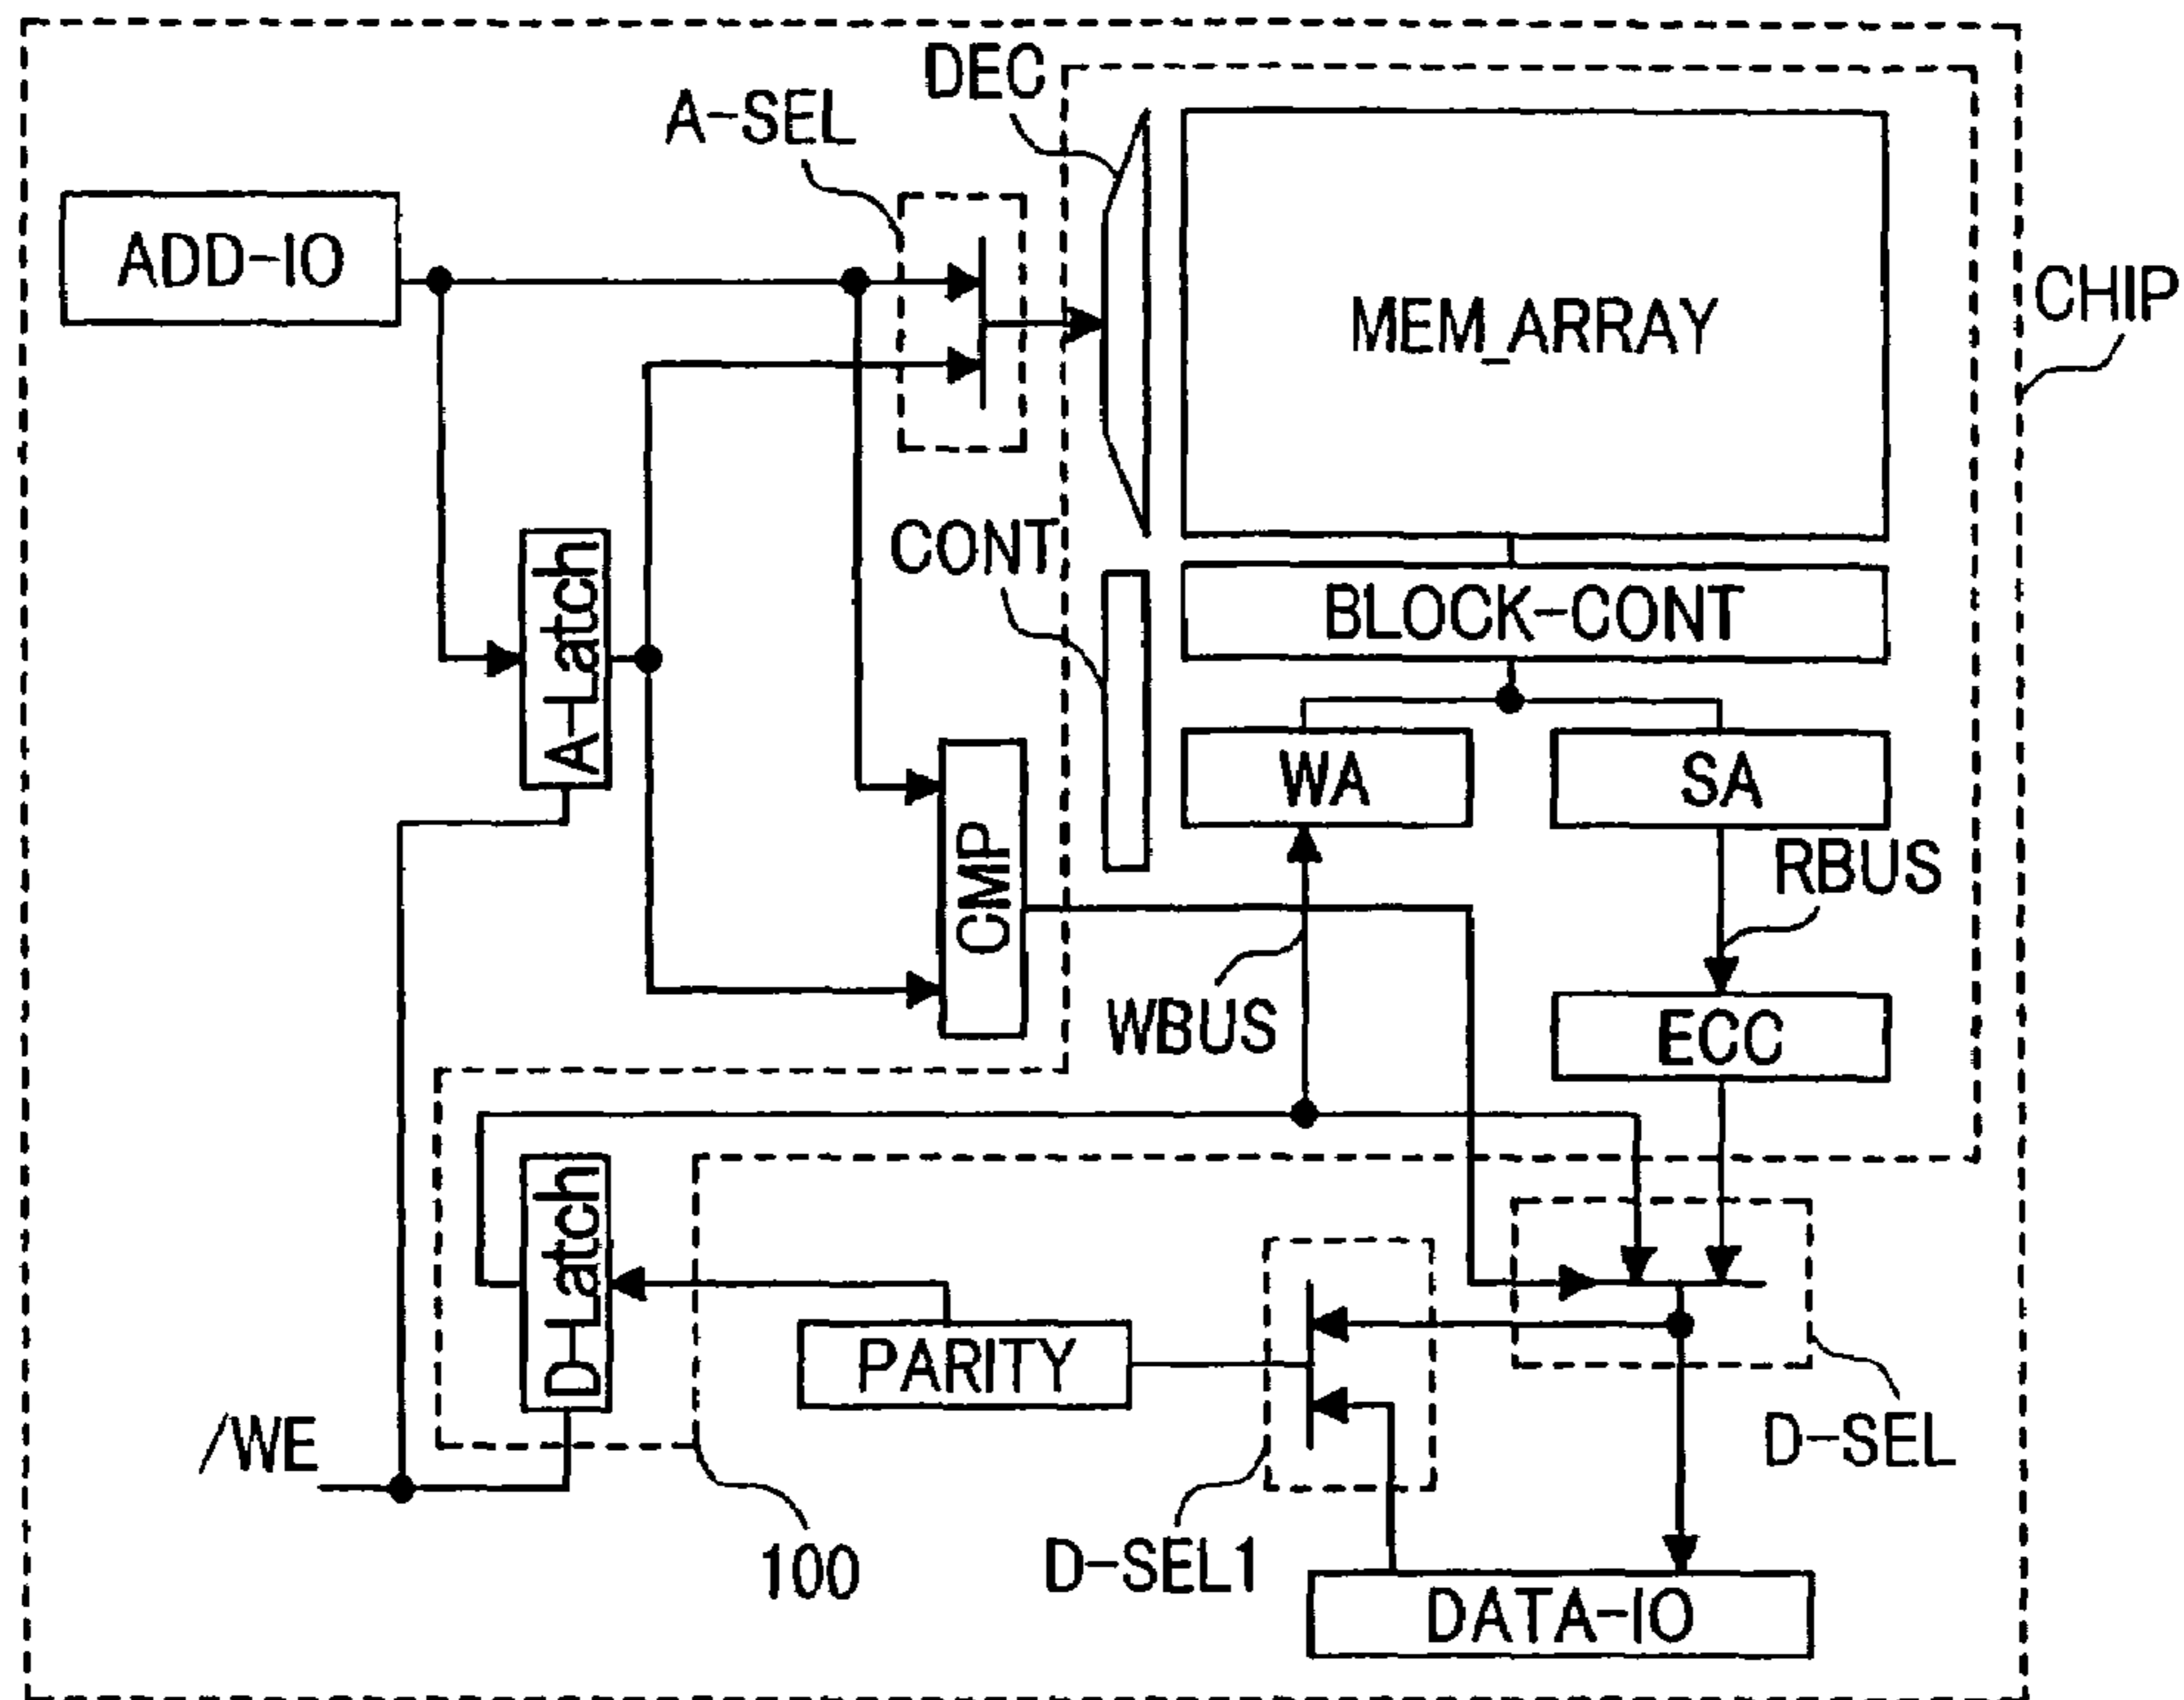 DEC
A-SEL
ADD-IO
CHIP
MEM_ARRAY
CONT
A-Latch
BLOCK-CONT
WA
SA
RBUS
CMP
WBUS
ECC
D-Latch
PARITY
/WE
D-SEL
100
D-SEL1
DATA-IO